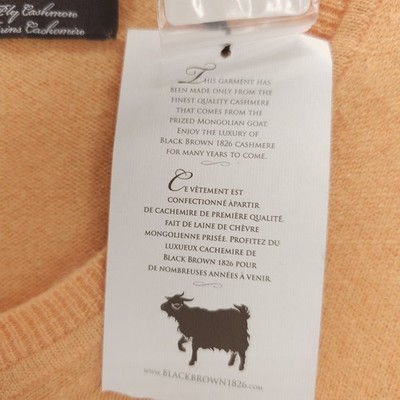 Ply Cashmere
Brins Cachemire
This garment has
been made only from the
finest quality cashmere
that comes from the
prized Mongolian goat.
Enjoy the luxury of
Black Brown 1826 cashmere
for many years to come.
Ce vêtement est
confectionné àpartir
de cachemire de première qualité,
fait de laine de chèvre
mongolienne prisée. Profitez du
luxueux cachemire de
Black Brown 1826 pour
de nombreuses années à venir.
www.blackbrown1826.com